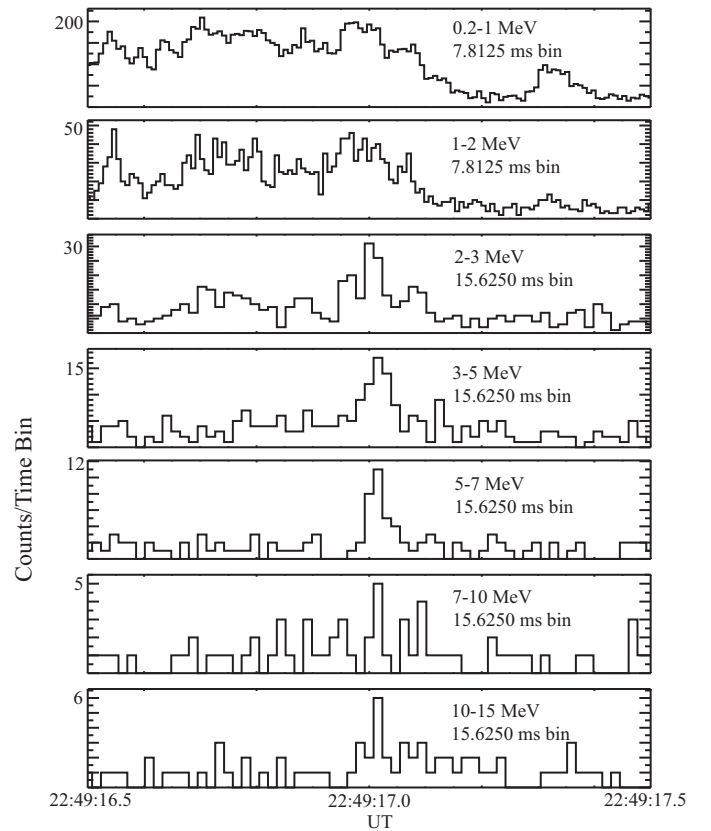 200
0.2-1 MeV
7.8125 ms bin
50
1-2 MeV
7.8125 ms bin
30
2-3 MeV
15.6250 ms bin
15
3-5 MeV
15.6250 ms bin
Counts/Time Bin
12
5-7 MeV
15.6250 ms bin
5
7-10 MeV
15.6250 ms bin
6
10-15 MeV
15.6250 ms bin
22:49:16.5 22:49:17.0 22:49:17.5
UT